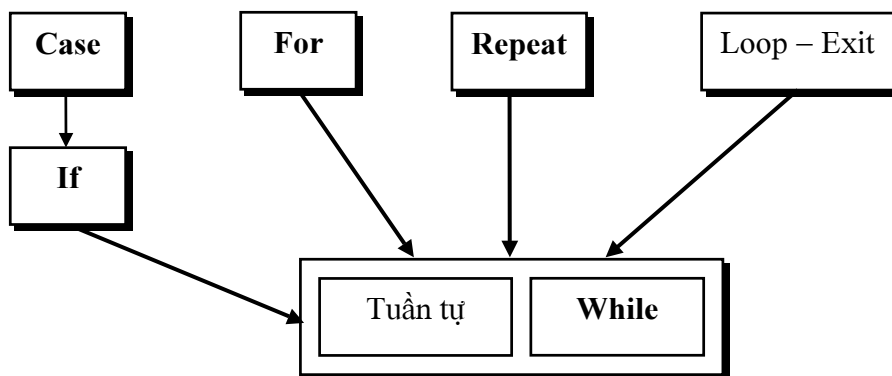 Case
For
Repeat
Loop – Exit
If
Tuần tự
While